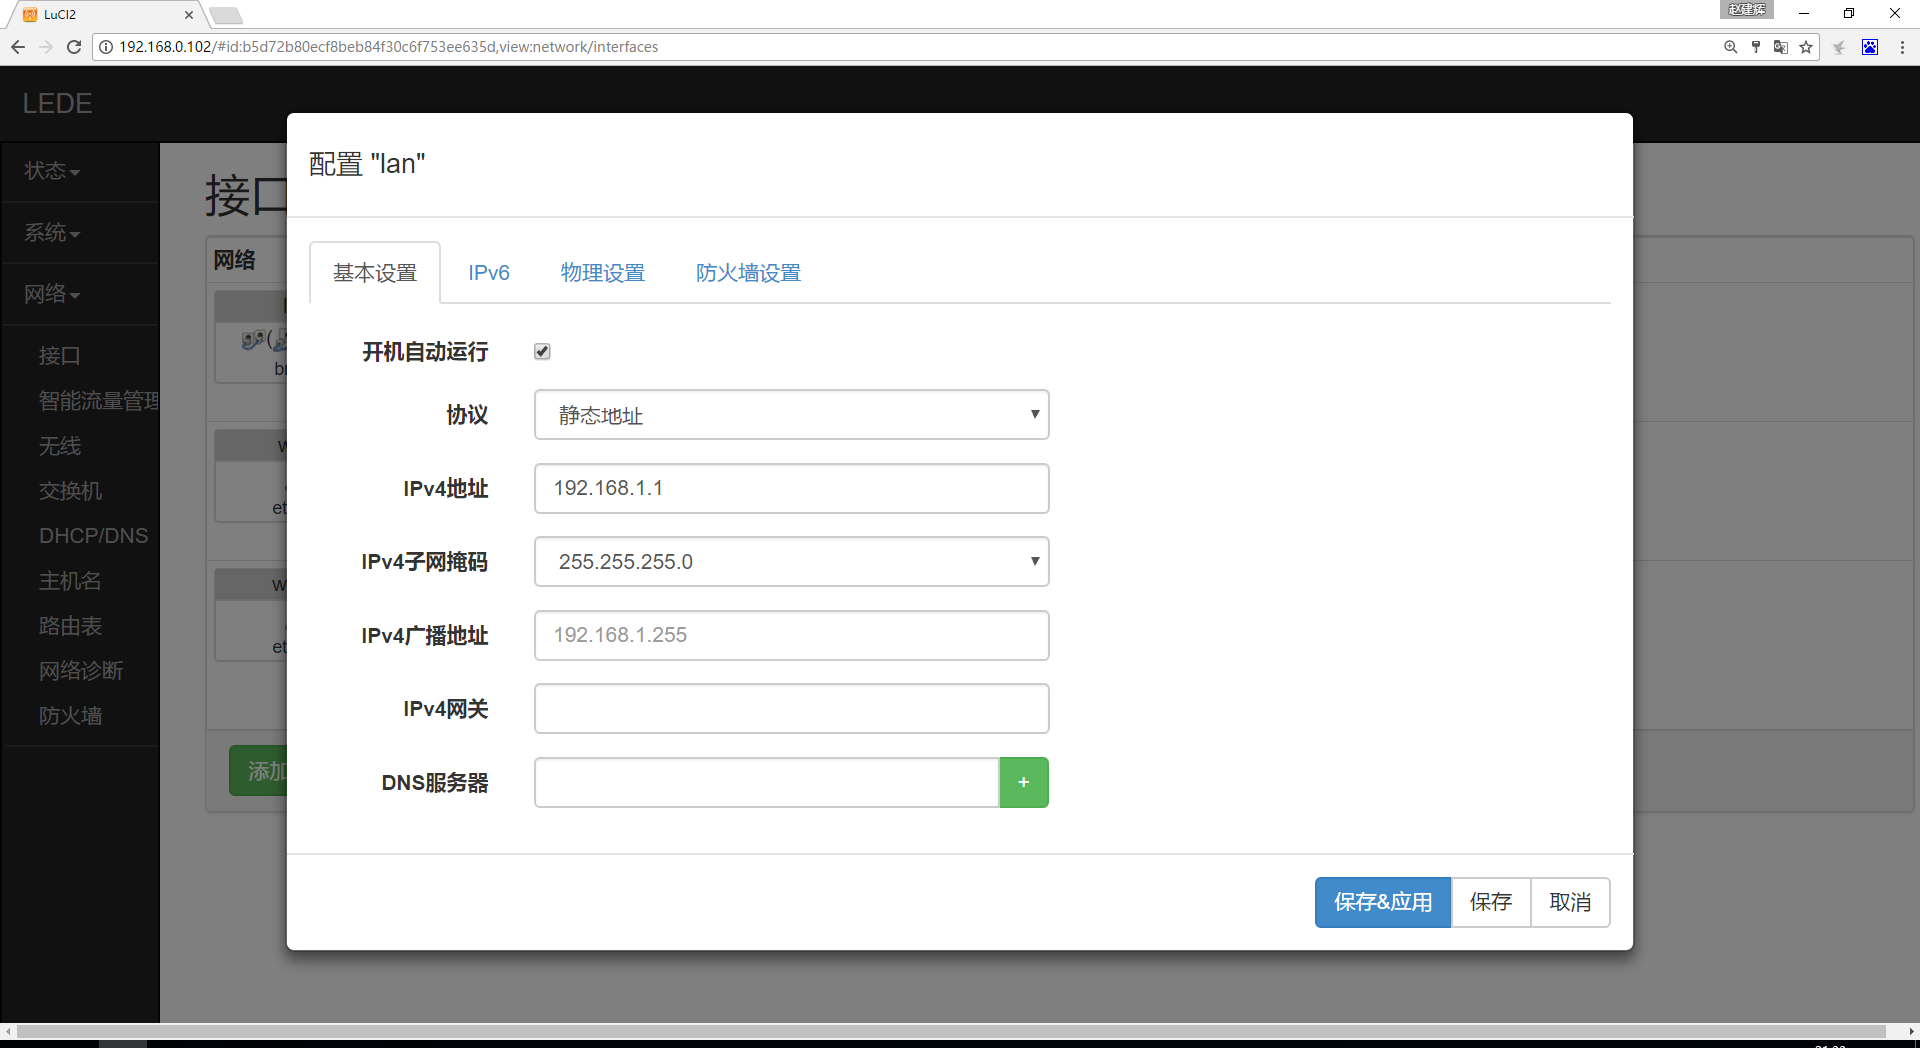 LuCI2
赵建辉
192.168.0.102/#id:b5d72b80ecf8beb84f30c6f753ee635d,view:network/interfaces
LEDE
状态
系统
网络
接口
智能流量管理
无线
交换机
DHCP/DNS
主机名
路由表
网络诊断
防火墙
接口
网络
添加
配置 "lan"
基本设置
IPv6
物理设置
防火墙设置
开机自动运行
协议
静态地址
IPv4地址
192.168.1.1
IPv4子网掩码
255.255.255.0
IPv4广播地址
192.168.1.255
IPv4网关
DNS服务器
+
保存&应用
保存
取消